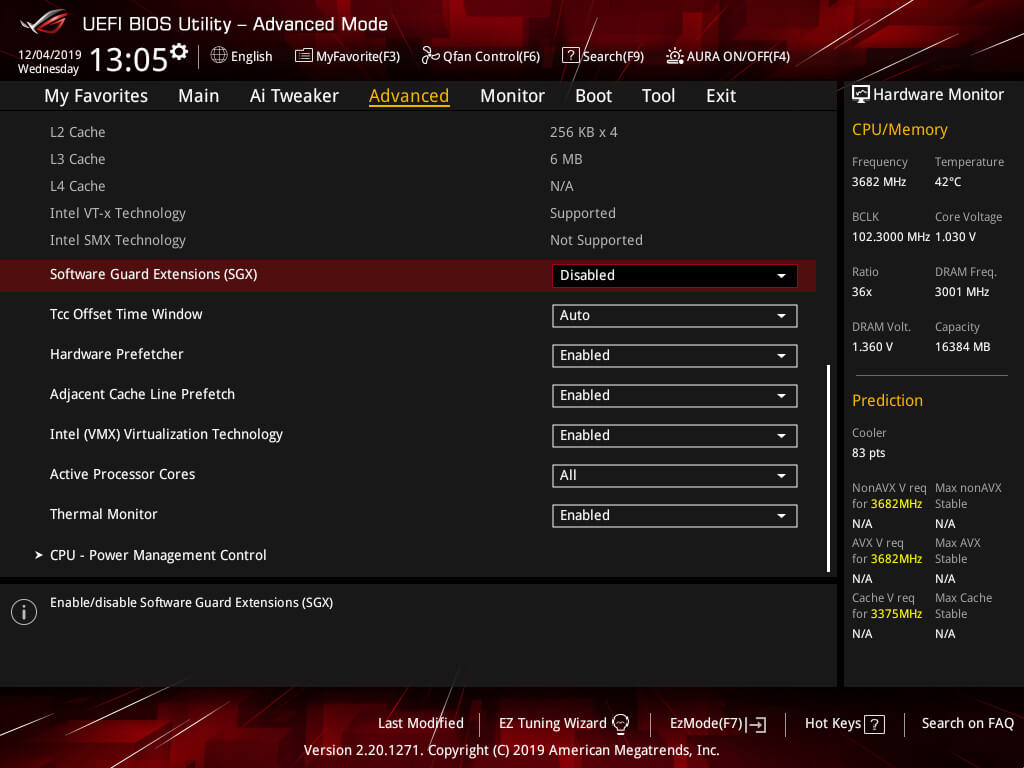 UEFI BIOS Utility – Advanced Mode
12/04/2019
Wednesday
13:05
English
MyFavorite(F3)
Qfan Control(F6)
? Search(F9)
AURA ON/OFF(F4)
My Favorites Main Ai Tweaker Advanced Monitor Boot Tool Exit
L2 Cache 256 KB x 4
L3 Cache 6 MB
L4 Cache N/A
Intel VT-x Technology Supported
Intel SMX Technology Not Supported
Software Guard Extensions (SGX) Disabled
Tcc Offset Time Window Auto
Hardware Prefetcher Enabled
Adjacent Cache Line Prefetch Enabled
Intel (VMX) Virtualization Technology Enabled
Active Processor Cores All
Thermal Monitor Enabled
CPU - Power Management Control
i
Enable/disable Software Guard Extensions (SGX)
Hardware Monitor
CPU/Memory
Frequency Temperature
3682 MHz 42°C
BCLK Core Voltage
102.3000 MHz 1.030 V
Ratio DRAM Freq.
36x 3001 MHz
DRAM Volt. Capacity
1.360 V 16384 MB
Prediction
Cooler
83 pts
NonAVX V req Max nonAVX
for 3682MHz Stable
N/A N/A
AVX V req Max AVX
for 3682MHz Stable
N/A N/A
Cache V req Max Cache
for 3375MHz Stable
N/A N/A
Last Modified
EZ Tuning Wizard
EzMode(F7)
Hot Keys ?
Search on FAQ
Version 2.20.1271. Copyright (C) 2019 American Megatrends, Inc.